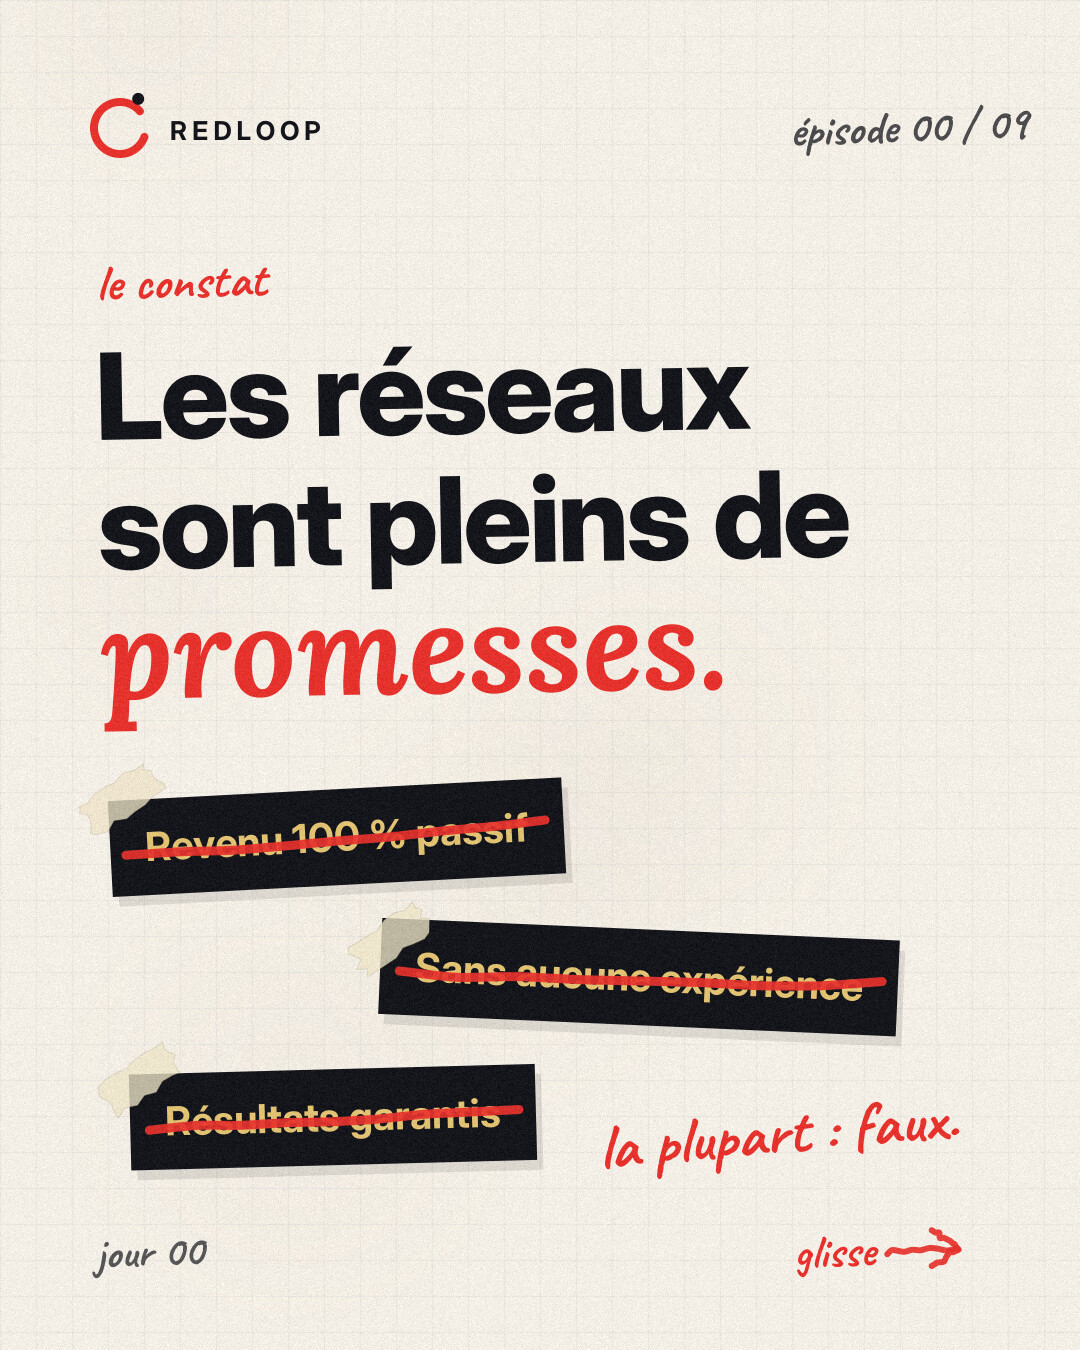 REDLOOP
épisode 00 / 09
le constat
Les réseaux
sont pleins de
promesses.
Revenu 100 % passif
Sans aucune expérience
Résultats garantis
la plupart : faux.
jour 00
glisse